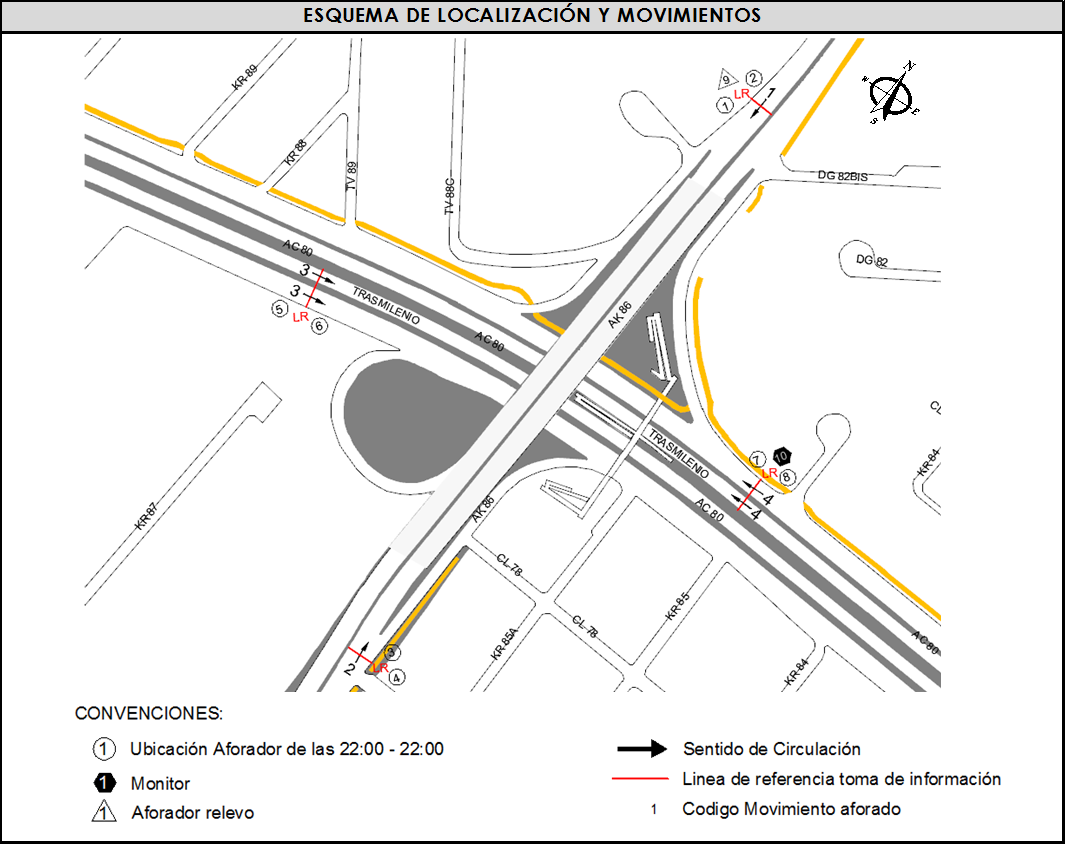 ESQUEMA DE LOCALIZACIÓN Y MOVIMIENTOS
KR 89
KR 88
TV 89
TV 88C
9
2
LR
1
1
N
E
S
DG 82BIS
DG 82
AC 80
3
3
5
LR
6
TRASMILENIO
AC 80
AK 86
TRASMILENIO
7
10
LR
8
4
4
AC 80
KR 84
KR 87
AK 86
CL 78
KR 85A
CL 78
KR 85
KR 84
AC 80
3
2
LR
4
CONVENCIONES:
1 Ubicación Aforador de las 22:00 - 22:00
1 Monitor
1 Aforador relevo
Sentido de Circulación
Linea de referencia toma de información
1 Codigo Movimiento aforado